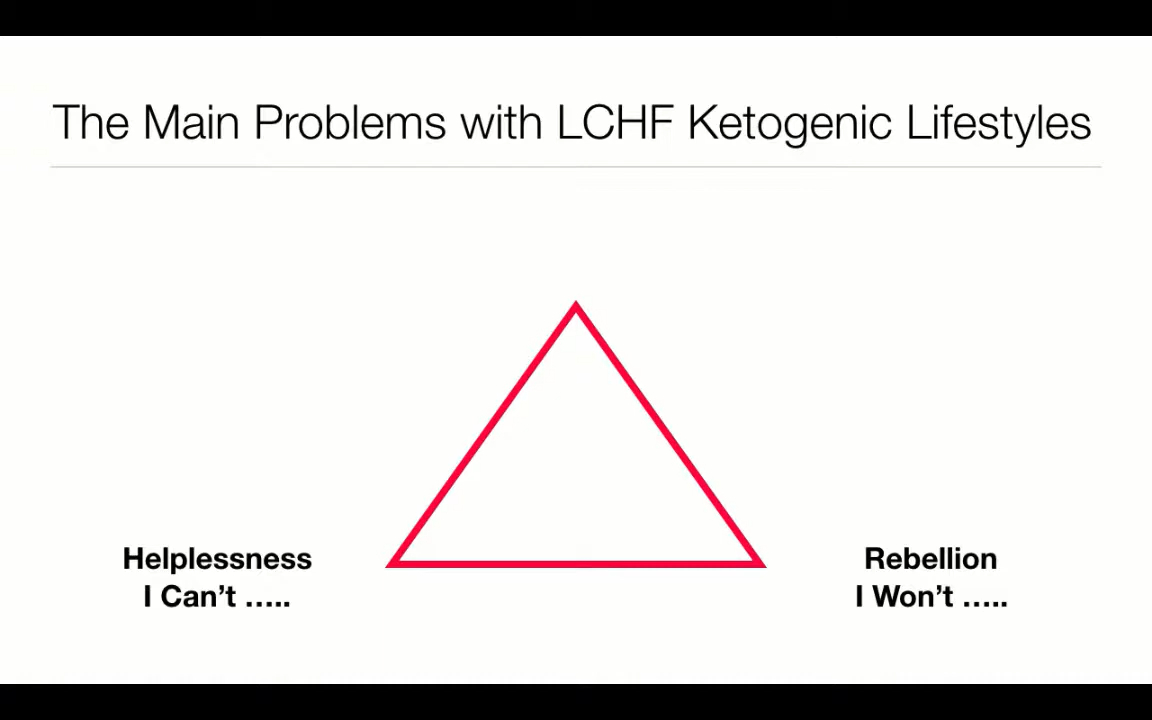 The Main Problems with LCHF Ketogenic Lifestyles
Helplessness
I Can’t .....
Rebellion
I Won’t .....